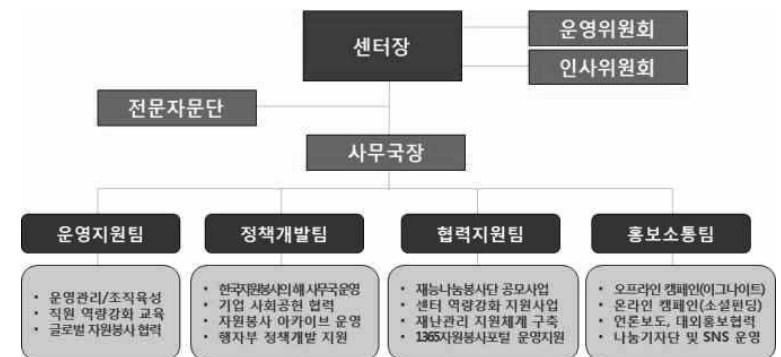 센터장
운영위원회
인사위원회
전문자문단
사무국장
운영지원팀
정책개발팀
협력지원팀
홍보소통팀
• 운영관리/조직육성
• 직원 역량강화 교육
• 글로벌 자원봉사 협력
• 한국자원봉사의 해 사무국운영
• 기업 사회공헌 협력
• 자원봉사 아카이브 운영
• 행자부 정책개발 지원
• 재능나눔봉사단 공모사업
• 센터 역량강화 지원사업
• 재난관리 지원체계 구축
• 1365자원봉사포털 운영지원
• 오프라인 캠페인(이그나이트)
• 온라인 캠페인(소셜펀딩)
• 언론보도, 대외홍보협력
• 나눔기자단 및 SNS 운영